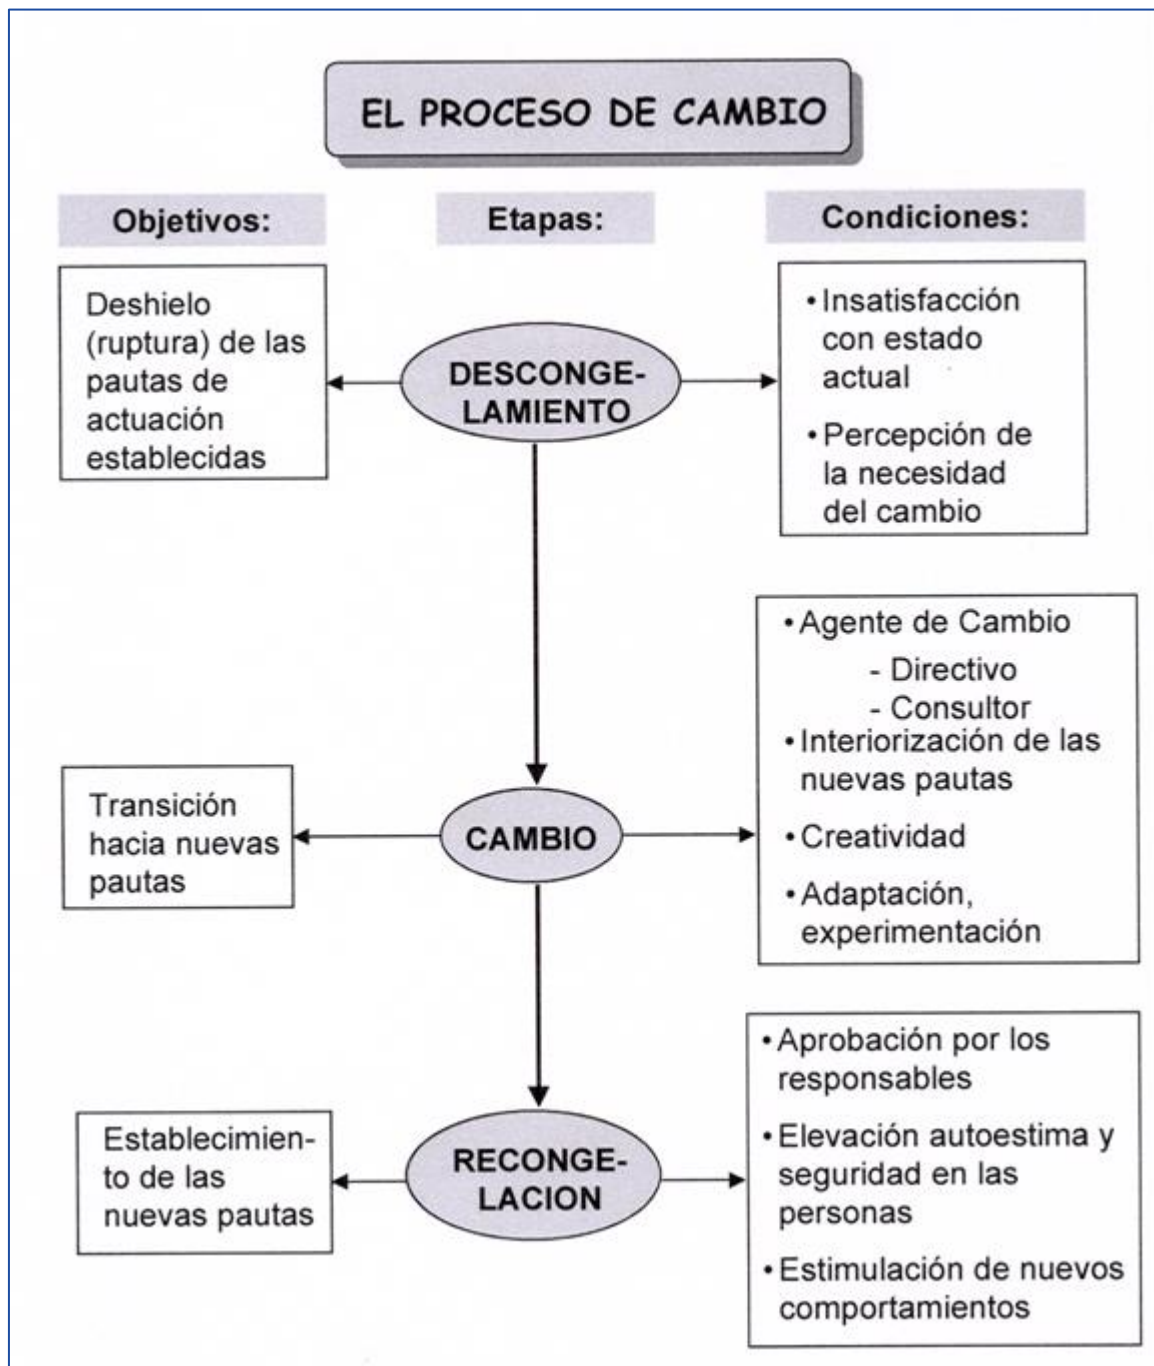 EL PROCESO DE CAMBIO
Objetivos:
Etapas:
Condiciones:
Deshielo
(ruptura) de las
pautas de
actuación
establecidas
DESCONGE-
LAMIENTO
• Insatisfacción
con estado
actual
• Percepción de
la necesidad
del cambio
Transición
hacia nuevas
pautas
CAMBIO
• Agente de Cambio
- Directivo
- Consultor
• Interiorización de las
nuevas pautas
• Creatividad
• Adaptación,
experimentación
Establecimien-
to de las
nuevas pautas
RECONGE-
LACION
• Aprobación por los
responsables
• Elevación autoestima y
seguridad en las
personas
• Estimulación de nuevos
comportamientos